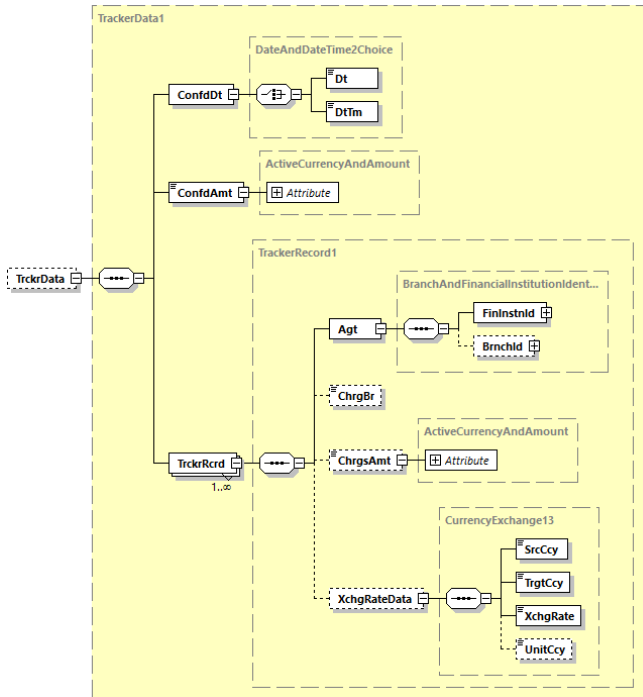 TrackerData1
DateAndDateTime2Choice
Dt
ConfdDt
DtTm
ActiveCurrencyAndAmount
ConfdAmt
Attribute
TrckrData
TrackerRecord1
BranchAndFinancialInstitutionIdent...
FinInstnId
Agt
BrnchId
ChrgBr
ActiveCurrencyAndAmount
TrckrRcrd
ChrgsAmt
Attribute
1..∞
CurrencyExchange13
SrcCcy
TrgtCcy
XchgRateData
XchgRate
UnitCcy